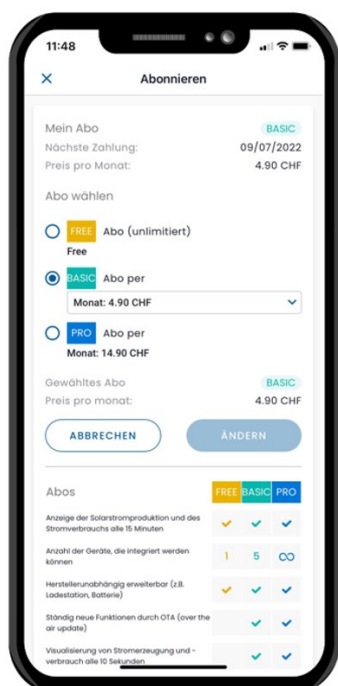 11:48
Abonnieren
Mein Abo BASIC
Nächste Zahlung: 09/07/2022
Preis pro Monat: 4.90 CHF
Abo wählen
FREE Abo (unlimitiert)
Free
BASIC Abo per
Monat: 4.90 CHF
PRO Abo per
Monat: 14.90 CHF
Gewähltes Abo BASIC
Preis pro monat: 4.90 CHF
ABBRECHEN ÄNDERN
Abos FREE BASIC PRO
Anzeige der Solarstromproduktion und des
Stromverbrauchs alle 15 Minuten
Anzahl der Geräte, die integriert werden
können 1 5 ∞
Herstellerunabhängig erweiterbar (z.B.
Ladestation, Batterie)
Ständig neue Funktionen durch OTA (over the
air update)
Visualisierung von Stromerzeugung und -
verbrauch alle 10 Sekunden